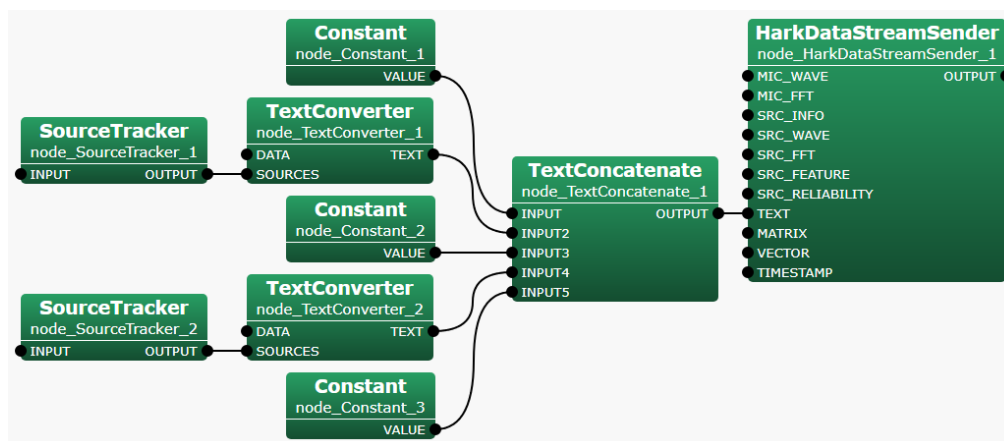 Constant
node_Constant_1
VALUE
TextConverter
node_TextConverter_1
DATA TEXT
SOURCES
SourceTracker
node_SourceTracker_1
INPUT OUTPUT
Constant
node_Constant_2
VALUE
TextConverter
node_TextConverter_2
DATA TEXT
SOURCES
SourceTracker
node_SourceTracker_2
INPUT OUTPUT
Constant
node_Constant_3
VALUE
TextConcatenate
node_TextConcatenate_1
INPUT OUTPUT
INPUT2
INPUT3
INPUT4
INPUT5
HarkDataStreamSender
node_HarkDataStreamSender_1
MIC_WAVE OUTPUT
MIC_FFT
SRC_INFO
SRC_WAVE
SRC_FFT
SRC_FEATURE
SRC_RELIABILITY
TEXT
MATRIX
VECTOR
TIMESTAMP